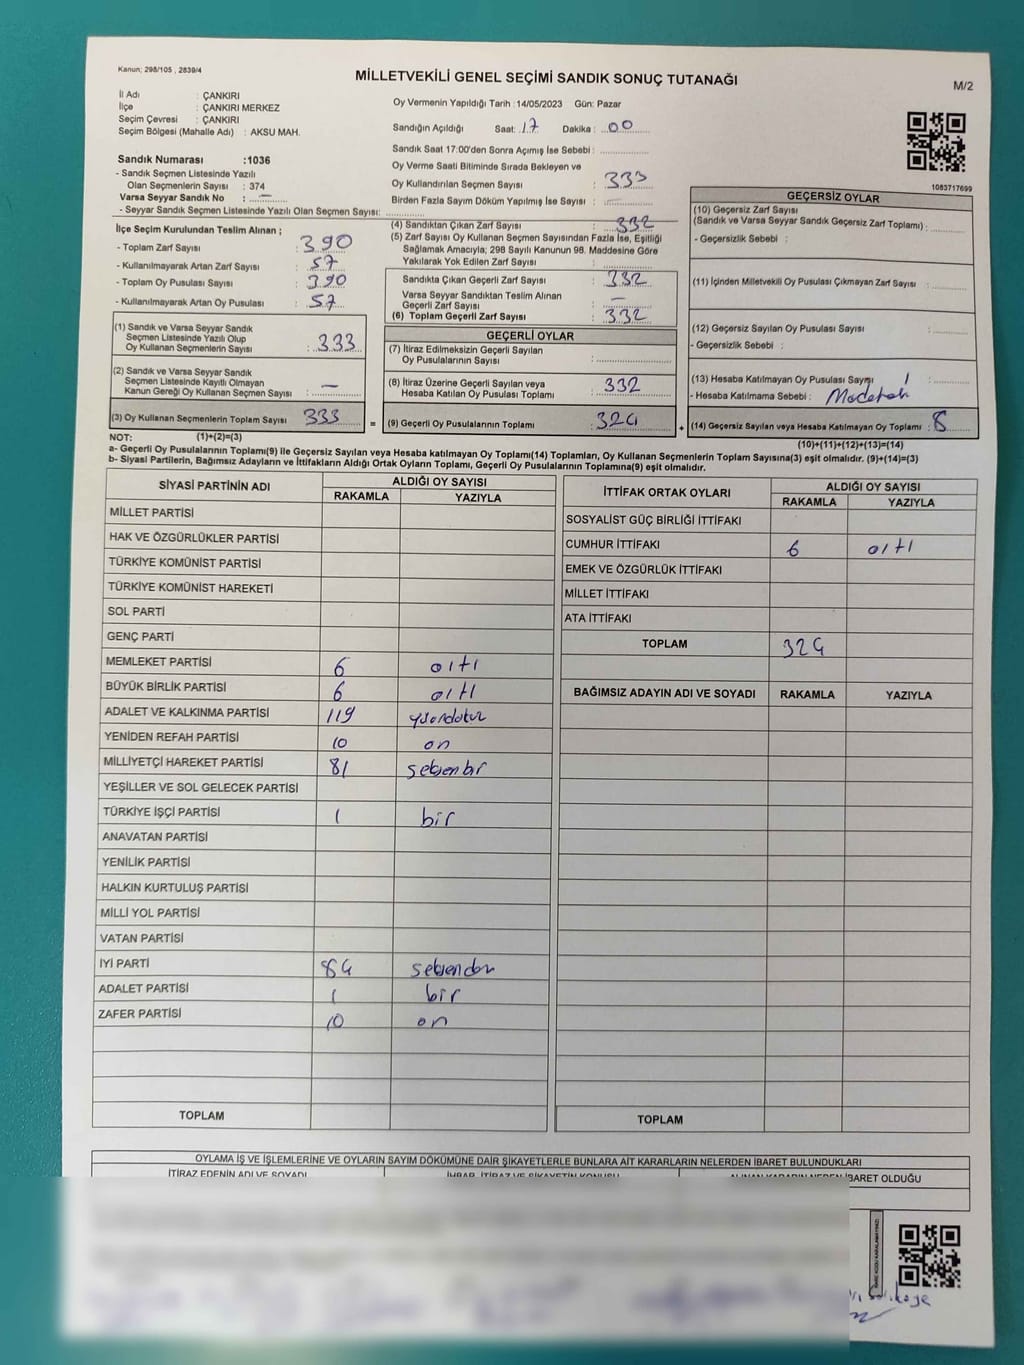 Kanun; 298/105 , 2839/4
MİLLETVEKİLİ GENEL SEÇİMİ SANDIK SONUÇ TUTANAĞI
M/2
İl Adı : ÇANKIRI
İlçe : ÇANKIRI MERKEZ
Seçim Çevresi : ÇANKIRI
Seçim Bölgesi (Mahalle Adı) : AKSU MAH.
Oy Vermenin Yapıldığı Tarih :14/05/2023 Gün: Pazar
Sandığın Açıldığı Saat: 17 Dakika : 00
Sandık Saat 17:00'den Sonra Açımış İse Sebebi :
Sandık Numarası :1036
- Sandık Seçmen Listesinde Yazılı
Olan Seçmenlerin Sayısı : 374
Varsa Seyyar Sandık No :
- Seyyar Sandık Seçmen Listesinde Yazılı Olan Seçmen Sayısı:
Oy Verme Saati Bitiminde Sırada Bekleyen ve
Oy Kullandırılan Seçmen Sayısı : 333
Birden Fazla Sayım Döküm Yapılmış İse Sayısı : —
1083717699
İlçe Seçim Kurulundan Teslim Alınan ;
- Toplam Zarf Sayısı : 390
- Kullanılmayarak Artan Zarf Sayısı : 57
- Toplam Oy Pusulası Sayısı : 390
- Kullanılmayarak Artan Oy Pusulası : 57
(4) Sandıktan Çıkan Zarf Sayısı : 332
(5) Zarf Sayısı Oy Kullanan Seçmen Sayısından Fazla İse, Eşitliği
Sağlamak Amacıyla; 298 Sayılı Kanunun 98. Maddesine Göre
Yakılarak Yok Edilen Zarf Sayısı :
Sandıkta Çıkan Geçerli Zarf Sayısı : 332
Varsa Seyyar Sandıktan Teslim Alınan
Geçerli Zarf Sayısı : —
(6) Toplam Geçerli Zarf Sayısı : 332
GEÇERSİZ OYLAR
(10) Geçersiz Zarf Sayısı
(Sandık ve Varsa Seyyar Sandık Geçersiz Zarf Toplamı) :
- Geçersizlik Sebebi :
(11) İçinden Milletvekili Oy Pusulası Çıkmayan Zarf Sayısı :
(12) Geçersiz Sayılan Oy Pusulası Sayısı :
- Geçersizlik Sebebi :
(13) Hesaba Katılmayan Oy Pusulası Sayısı : 1
- Hesaba Katılmama Sebebi :
(14) Geçersiz Sayılan veya Hesaba Katılmayan Oy Toplamı : 8
(10)+(11)+(12)+(13)=(14)
(1) Sandık ve Varsa Seyyar Sandık
Seçmen Listesinde Yazılı Olup
Oy Kullanan Seçmenlerin Sayısı : 333
(2) Sandık ve Varsa Seyyar Sandık
Seçmen Listesinde Kayıtlı Olmayan
Kanun Gereği Oy Kullanan Seçmen Sayısı : —
(3) Oy Kullanan Seçmenlerin Toplam Sayısı : 333
GEÇERLİ OYLAR
(7) İtiraz Edilmeksizin Geçerli Sayılan
Oy Pusulalarının Sayısı :
(8) İtiraz Üzerine Geçerli Sayılan veya
Hesaba Katılan Oy Pusulası Toplamı : 332
= (9) Geçerli Oy Pusulalarının Toplamı : 324 +
NOT: (1)+(2)=(3)
a- Geçerli Oy Pusulalarının Toplamı(9) ile Geçersiz Sayılan veya Hesaba Katılmayan Oy Toplamı(14) Toplamları, Oy Kullanan Seçmenlerin Toplam Sayısına(3) eşit olmalıdır. (9)+(14)=(3)
b- Siyasi Partilerin, Bağımsız Adayların ve İttifakların Aldığı Ortak Oyların Toplamı, Geçerli Oy Pusulalarının Toplamına(9) eşit olmalıdır.
SİYASİ PARTİNİN ADI ALDIĞI OY SAYISI
RAKAMLA YAZIYLA
MİLLET PARTİSİ
HAK VE ÖZGÜRLÜKLER PARTİSİ
TÜRKİYE KOMÜNİST PARTİSİ
TÜRKİYE KOMÜNİST HAREKETİ
SOL PARTİ
GENÇ PARTİ
MEMLEKET PARTİSİ 6 altı
BÜYÜK BİRLİK PARTİSİ 6 altı
ADALET VE KALKINMA PARTİSİ 119
YENİDEN REFAH PARTİSİ 10 on
MİLLİYETÇİ HAREKET PARTİSİ 81 seksenbir
YEŞİLLER VE SOL GELECEK PARTİSİ
TÜRKİYE İŞÇİ PARTİSİ 1 bir
ANAVATAN PARTİSİ
YENİLİK PARTİSİ
HALKIN KURTULUŞ PARTİSİ
MİLLİ YOL PARTİSİ
VATAN PARTİSİ
İYİ PARTİ 84 seksendör
ADALET PARTİSİ 1 bir
ZAFER PARTİSİ 10 on
TOPLAM
İTTİFAK ORTAK OYLARI ALDIĞI OY SAYISI
RAKAMLA YAZIYLA
SOSYALİST GÜÇ BİRLİĞİ İTTİFAKI
CUMHUR İTTİFAKI 6 altı
EMEK VE ÖZGÜRLÜK İTTİFAKI
MİLLET İTTİFAKI
ATA İTTİFAKI
TOPLAM 324
BAĞIMSIZ ADAYIN ADI VE SOYADI RAKAMLA YAZIYLA
TOPLAM
OYLAMA İŞ VE İŞLEMLERİNE VE OYLARIN SAYIM DÖKÜMÜNE DAİR ŞİKAYETLERLE BUNLARA AİT KARARLARIN NELERDEN İBARET BULUNDUKLARI
İTİRAZ EDENİN ADI VE SOYADI İHBAR, İTİRAZ VE ŞİKAYETİN KONUSU ALINAN KARARIN NEDEN İBARET OLDUĞU